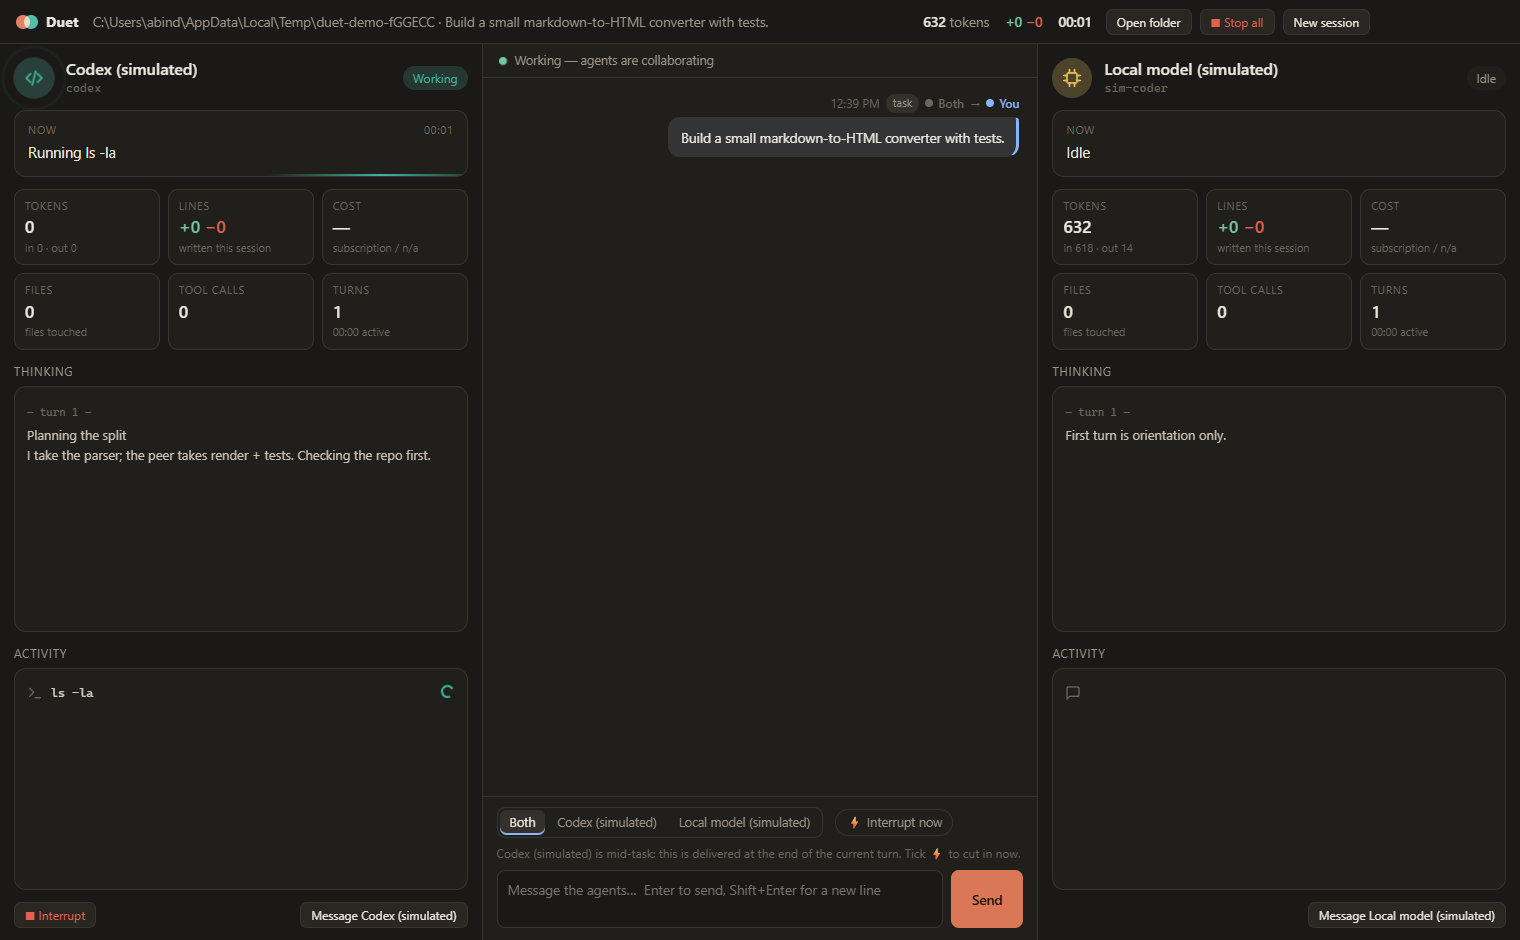 Duet C:\Users\abind\AppData\Local\Temp\duet-demo-fGGECC · Build a small markdown-to-HTML converter with tests. 632 tokens +0 −0 00:01 Open folder Stop all New session
Codex (simulated)
codex
Working
NOW 00:01
Running ls -la
TOKENS
0
in 0 · out 0
LINES
+0 −0
written this session
COST
—
subscription / n/a
FILES
0
files touched
TOOL CALLS
0
TURNS
1
00:00 active
THINKING
— turn 1 —
Planning the split
I take the parser; the peer takes render + tests. Checking the repo first.
ACTIVITY
>_ ls -la
Interrupt Message Codex (simulated)
Working — agents are collaborating
12:39 PM task Both → You
Build a small markdown-to-HTML converter with tests.
Both Codex (simulated) Local model (simulated) Interrupt now
Codex (simulated) is mid-task: this is delivered at the end of the current turn. Tick to cut in now.
Message the agents... Enter to send, Shift+Enter for a new line
Send
Local model (simulated)
sim-coder
Idle
NOW
Idle
TOKENS
632
in 618 · out 14
LINES
+0 −0
written this session
COST
—
subscription / n/a
FILES
0
files touched
TOOL CALLS
0
TURNS
1
00:00 active
THINKING
— turn 1 —
First turn is orientation only.
ACTIVITY
Message Local model (simulated)